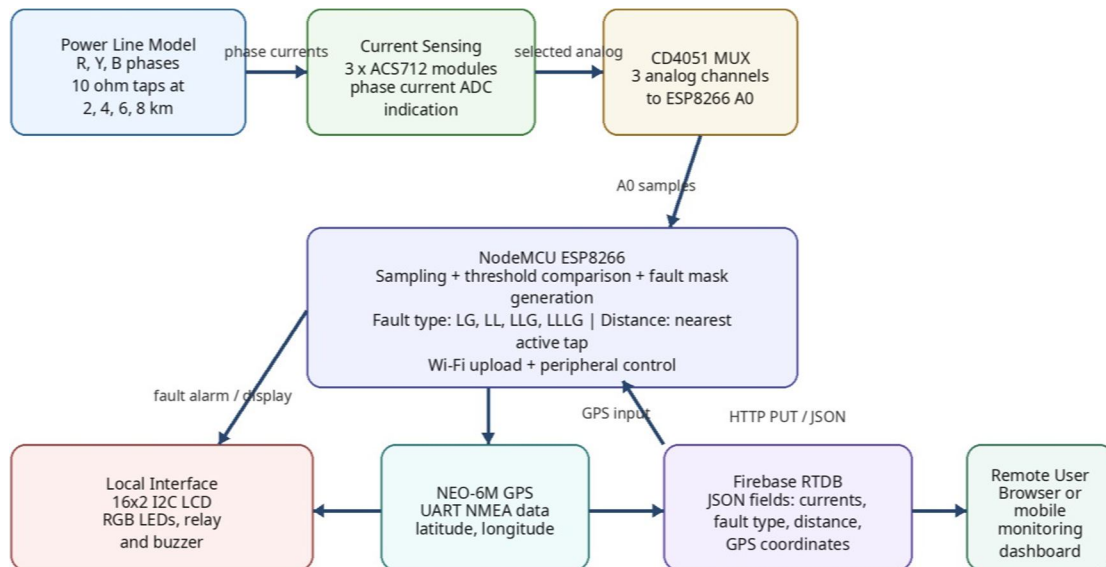 Power Line Model
R, Y, B phases
10 ohm taps at
2, 4, 6, 8 km
phase currents
Current Sensing
3 x ACS712 modules
phase current ADC
indication
selected analog
CD4051 MUX
3 analog channels
to ESP8266 A0
A0 samples
NodeMCU ESP8266
Sampling + threshold comparison + fault mask
generation
Fault type: LG, LL, LLG, LLLG | Distance: nearest
active tap
Wi-Fi upload + peripheral control
fault alarm / display
GPS input
HTTP PUT / JSON
Local Interface
16x2 I2C LCD
RGB LEDs, relay
and buzzer
NEO-6M GPS
UART NMEA data
latitude, longitude
Firebase RTDB
JSON fields: currents,
fault type, distance,
GPS coordinates
Remote User
Browser or
mobile
monitoring
dashboard